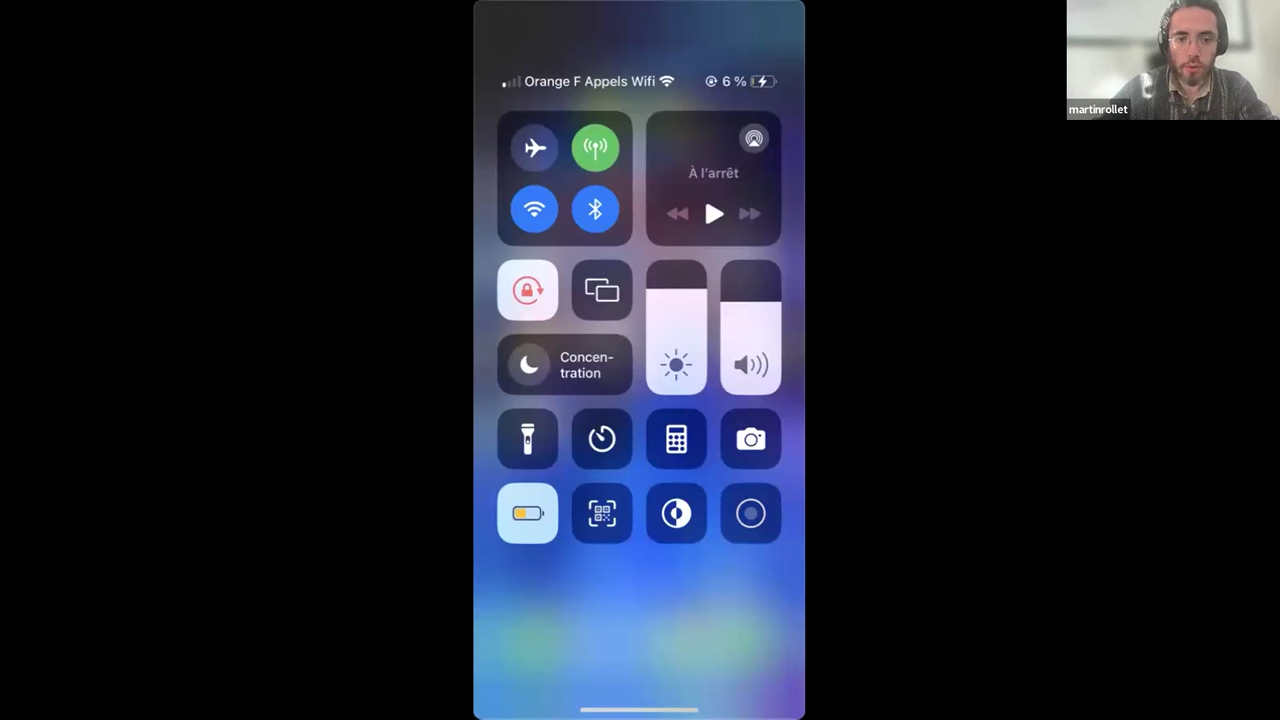 Orange F Appels Wifi 6 %
À l'arrêt
Concen-
tration
martinrollet